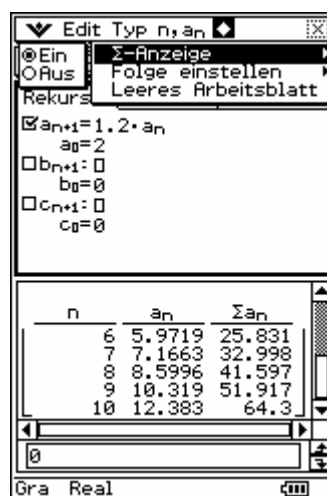 Edit Typ n,an
Ein
Aus
Σ-Anzeige
Folge einstellen
Leeres Arbeitsblatt
Rekurs
an+1=1.2·an
a0=2
bn+1:
b0=0
cn+1:
c0=0
n an Σan
6 5.9719 25.831
7 7.1663 32.998
8 8.5996 41.597
9 10.319 51.917
10 12.383 64.3
0
Gra Real